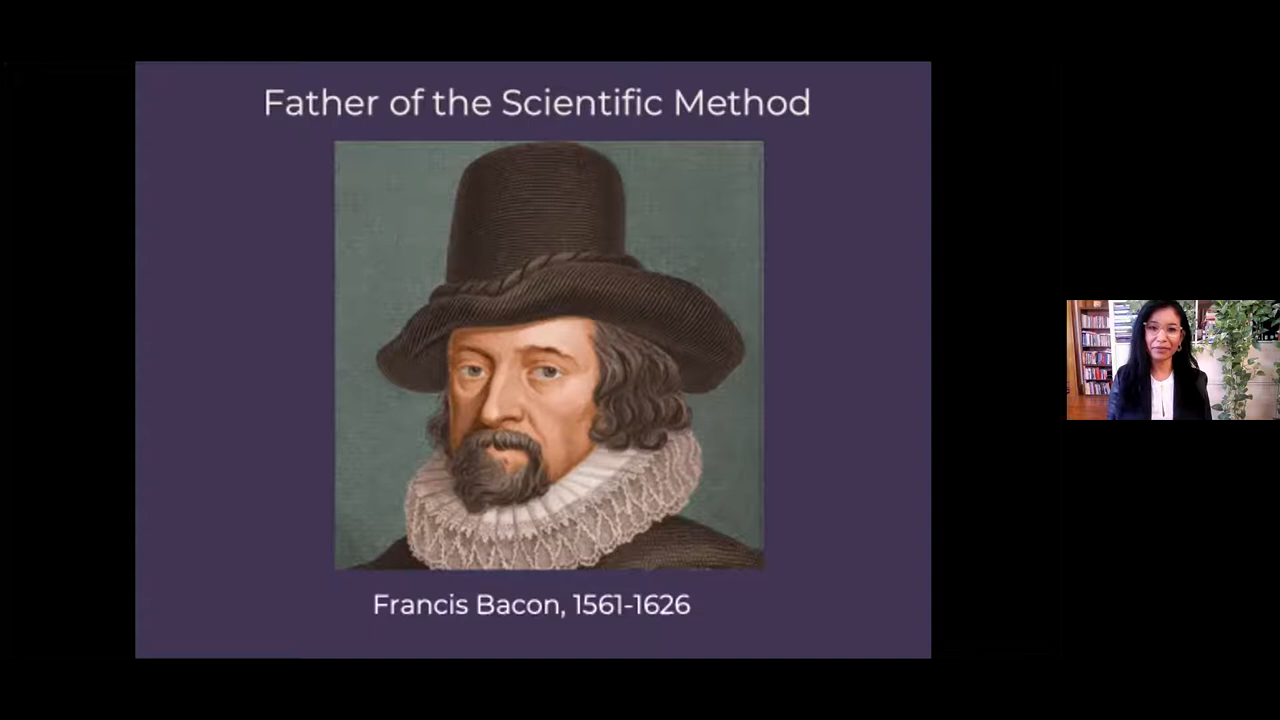 Father of the Scientific Method
Francis Bacon, 1561-1626